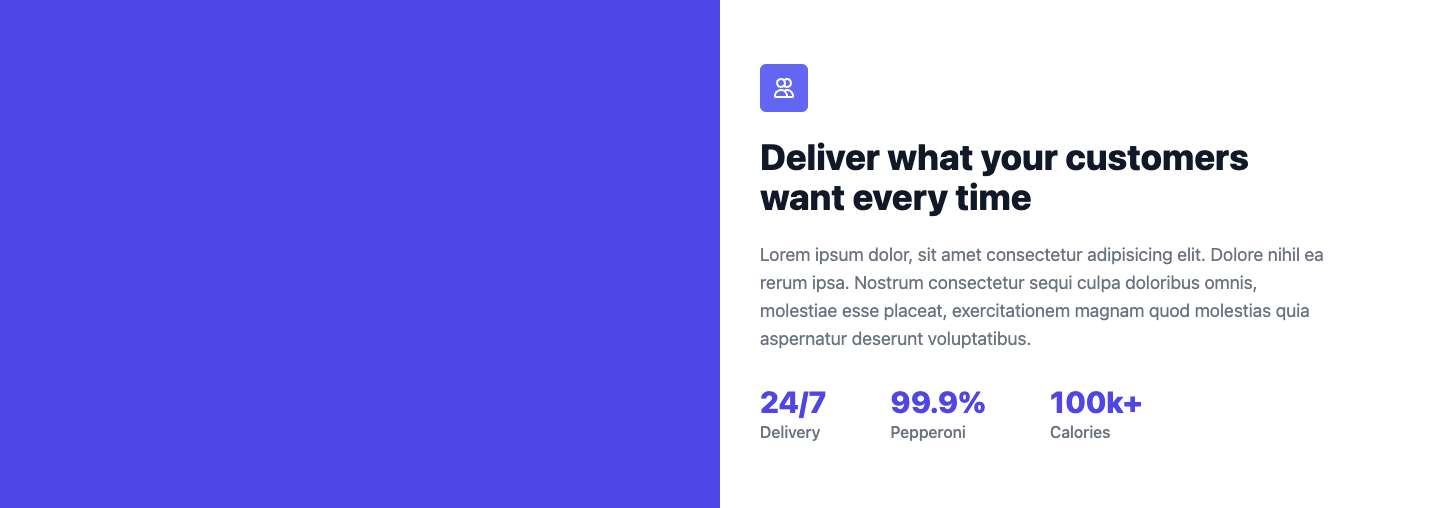 Deliver what your customers
want every time
Lorem ipsum dolor, sit amet consectetur adipisicing elit. Dolore nihil ea
rerum ipsa. Nostrum consectetur sequi culpa doloribus omnis,
molestiae esse placeat, exercitationem magnam quod molestias quia
aspernatur deserunt voluptatibus.
24/7 99.9% 100k+
Delivery Pepperoni Calories